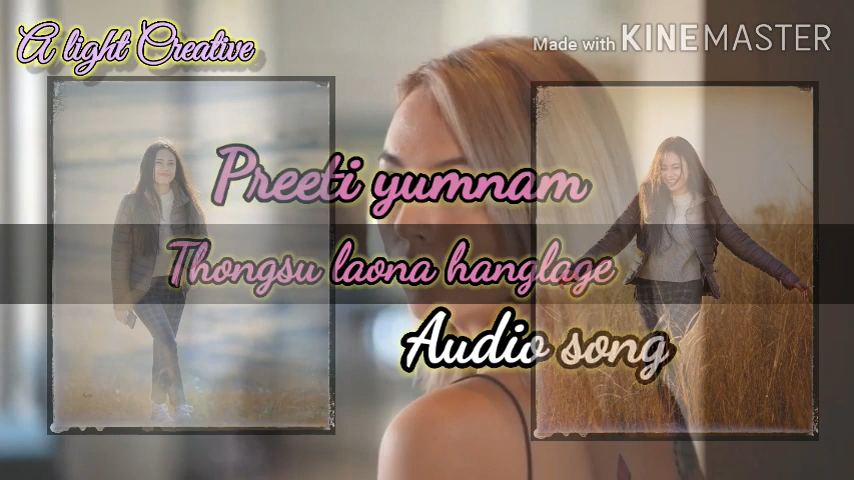 A light Creative
Made with KINEMASTER
Preeti yumnam
Thongsu laona hanglage
Audio song